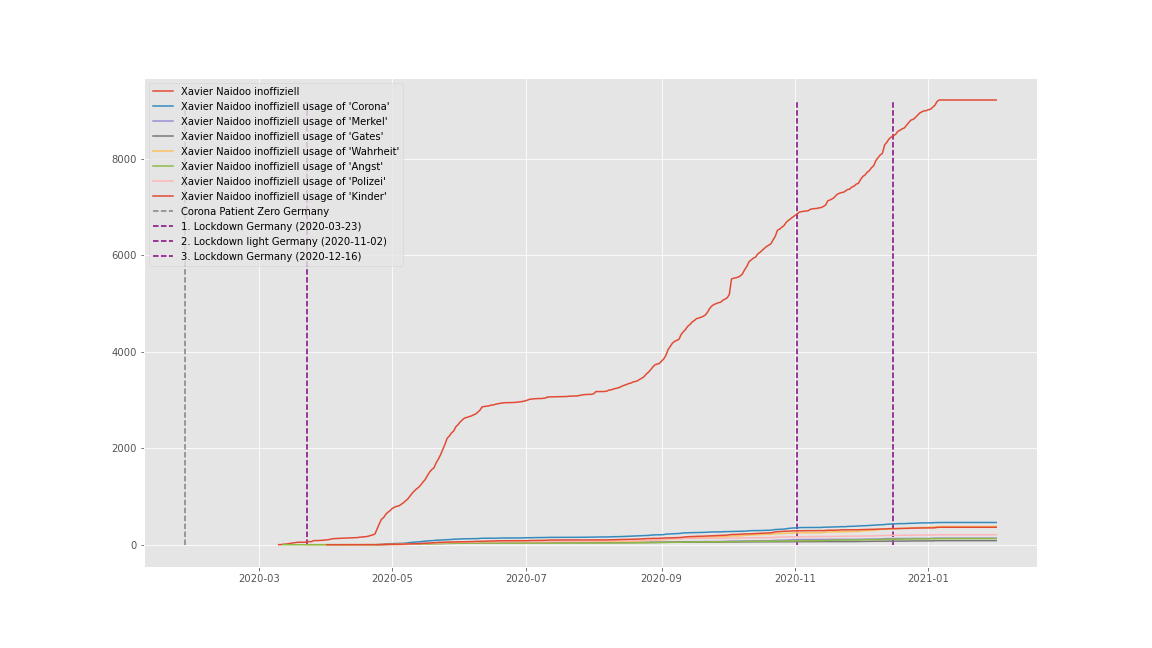 Xavier Naidoo inoffiziell
Xavier Naidoo inoffiziell usage of 'Corona'
Xavier Naidoo inoffiziell usage of 'Merkel'
Xavier Naidoo inoffiziell usage of 'Gates'
Xavier Naidoo inoffiziell usage of 'Wahrheit'
Xavier Naidoo inoffiziell usage of 'Angst'
Xavier Naidoo inoffiziell usage of 'Polizei'
Xavier Naidoo inoffiziell usage of 'Kinder'
Corona Patient Zero Germany
1. Lockdown Germany (2020-03-23)
2. Lockdown light Germany (2020-11-02)
3. Lockdown Germany (2020-12-16)
8000
6000
4000
2000
0
2020-03 2020-05 2020-07 2020-09 2020-11 2021-01